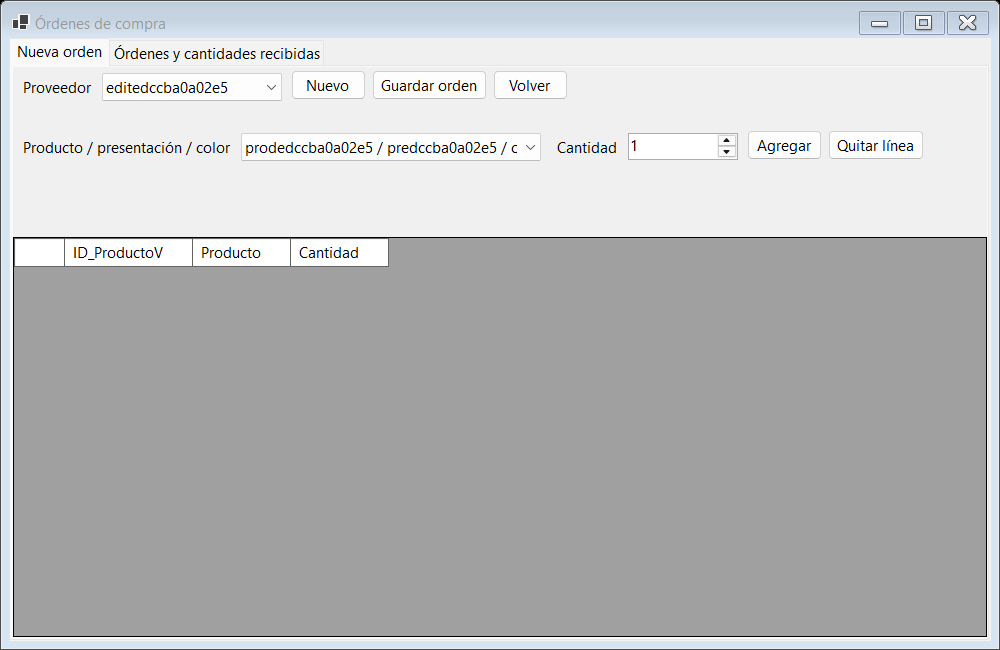 Órdenes de compra
Nueva orden Órdenes y cantidades recibidas
Proveedor editedccba0a02e5 Nuevo Guardar orden Volver
Producto / presentación / color prodedccba0a02e5 / predccba0a02e5 / c Cantidad 1 Agregar Quitar línea
ID_ProductoV Producto Cantidad